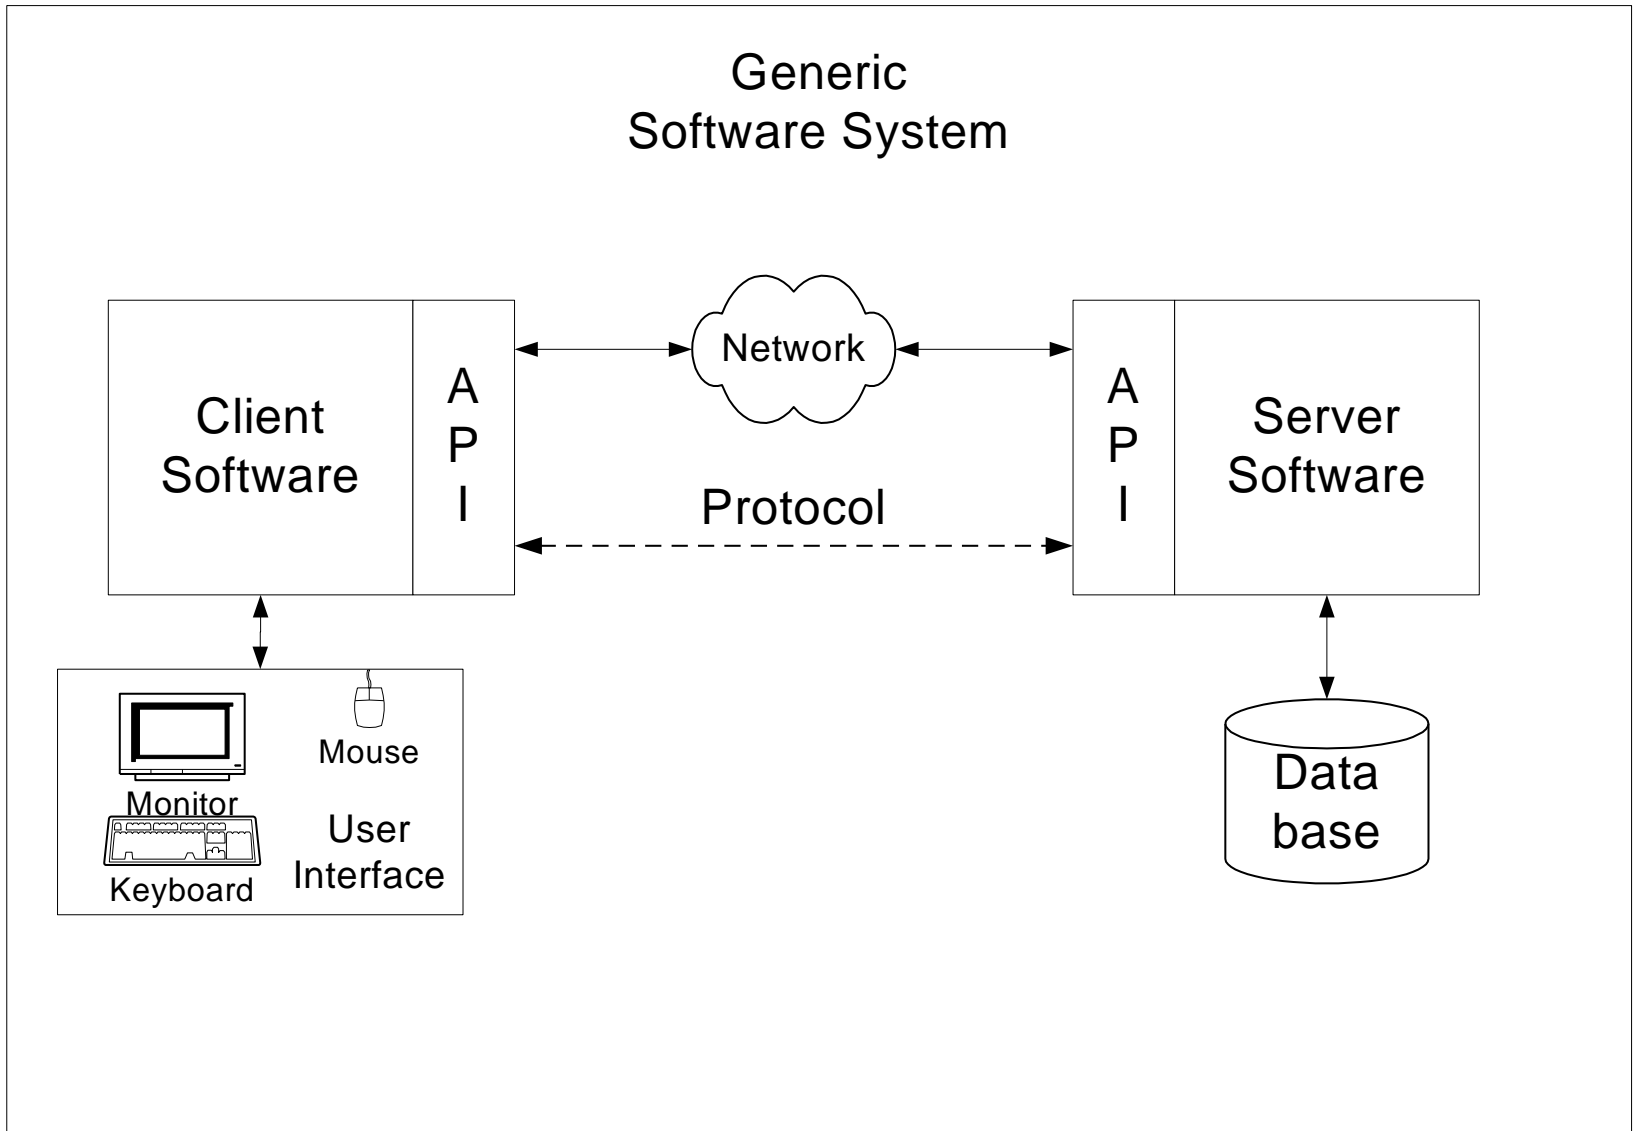 Generic
Software System
Client
Software
A
P
I
Network
Protocol
A
P
I
Server
Software
Monitor
Mouse
Keyboard
User
Interface
Data
base